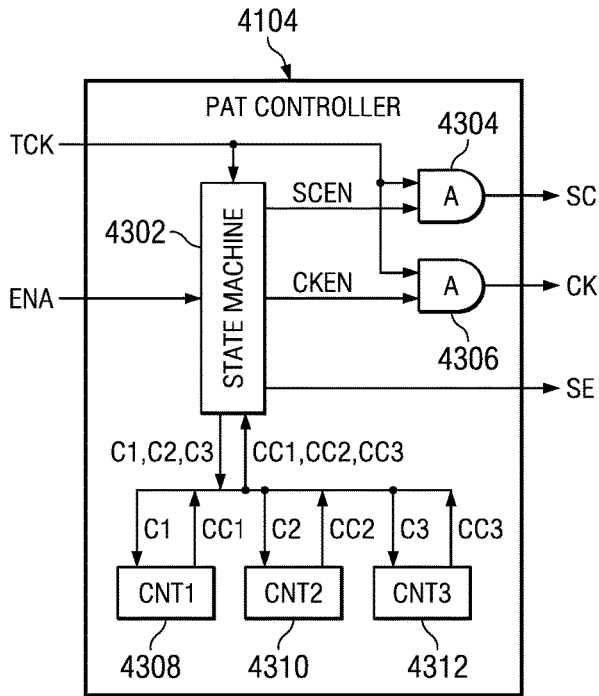 4104
PAT CONTROLLER
TCK
4304
SCEN
A
SC
4302
STATE MACHINE
ENA
CKEN
A
CK
4306
SE
C1,C2,C3
CC1,CC2,CC3
C1
CC1
C2
CC2
C3
CC3
CNT1
CNT2
CNT3
4308
4310
4312